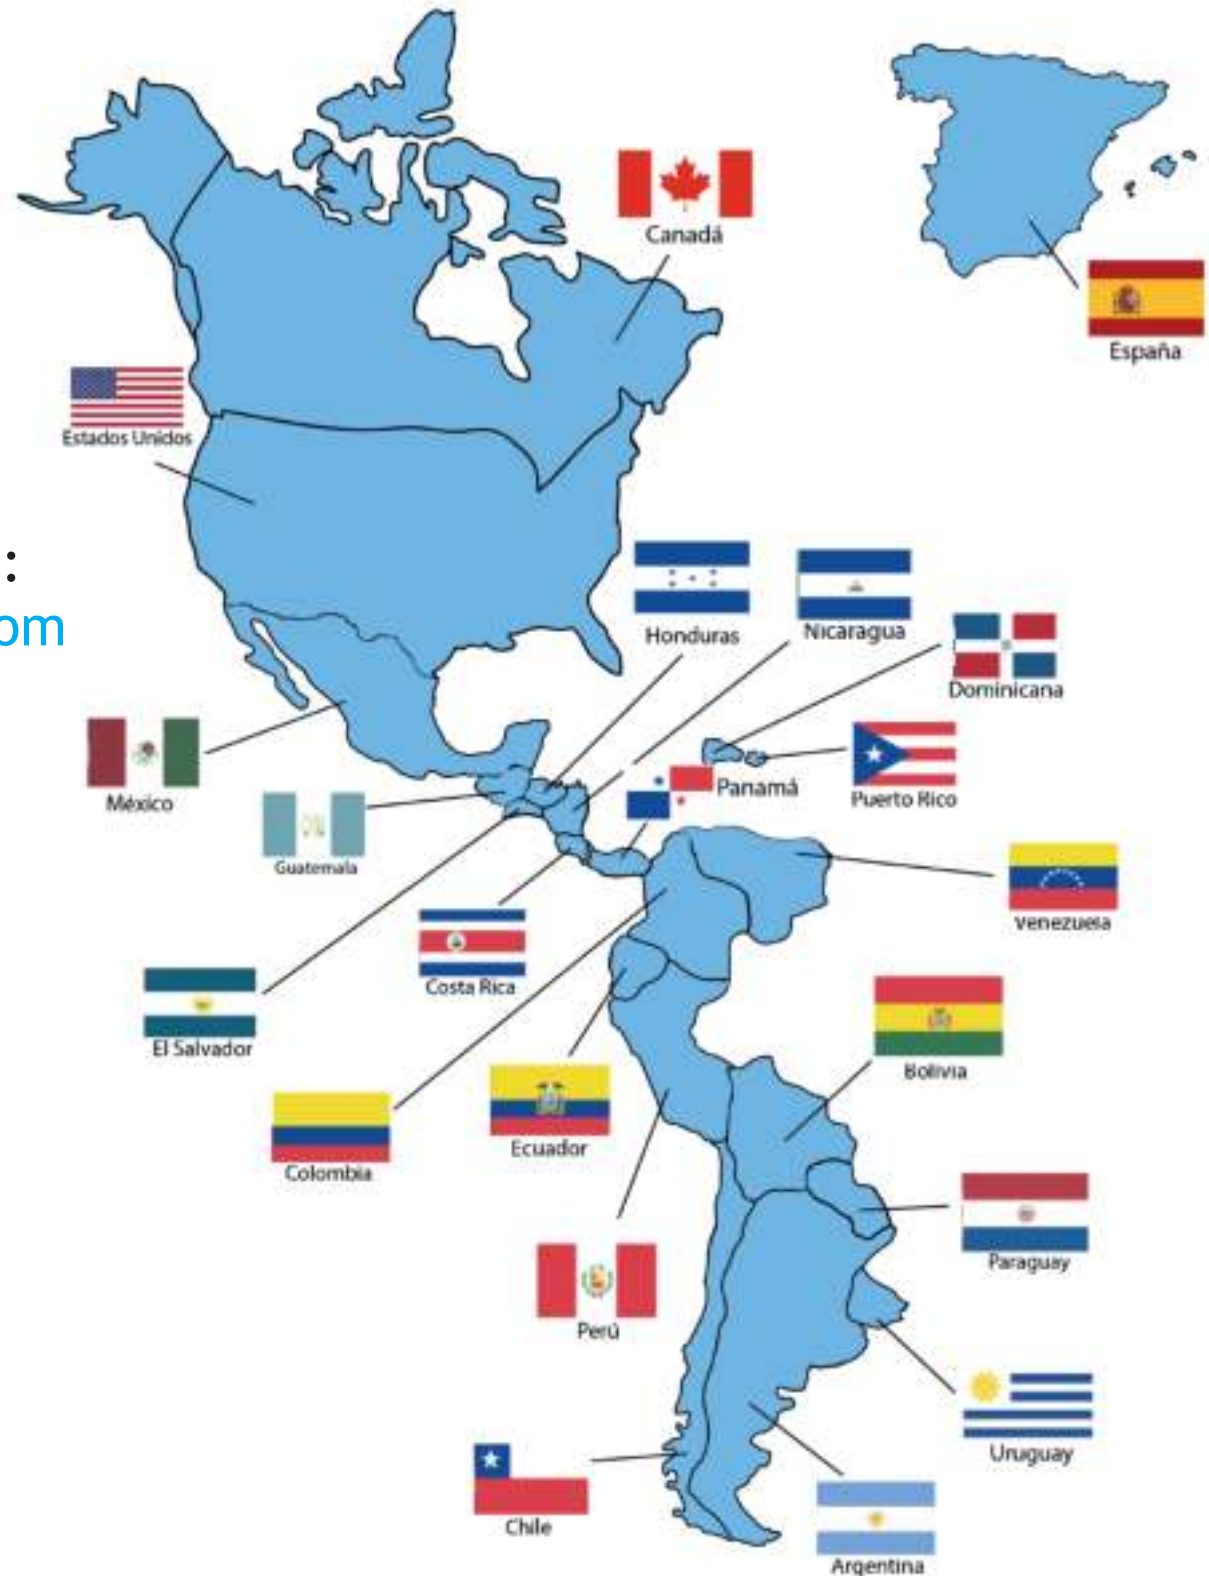 Canadá
España
Estados Unidos
:
om
Honduras
Nicaragua
Dominicana
México
Panamá
Puerto Rico
Guatemala
Venezuela
Costa Rica
El Salvador
Bolivia
Ecuador
Colombia
Paraguay
Perú
Uruguay
Chile
Argentina